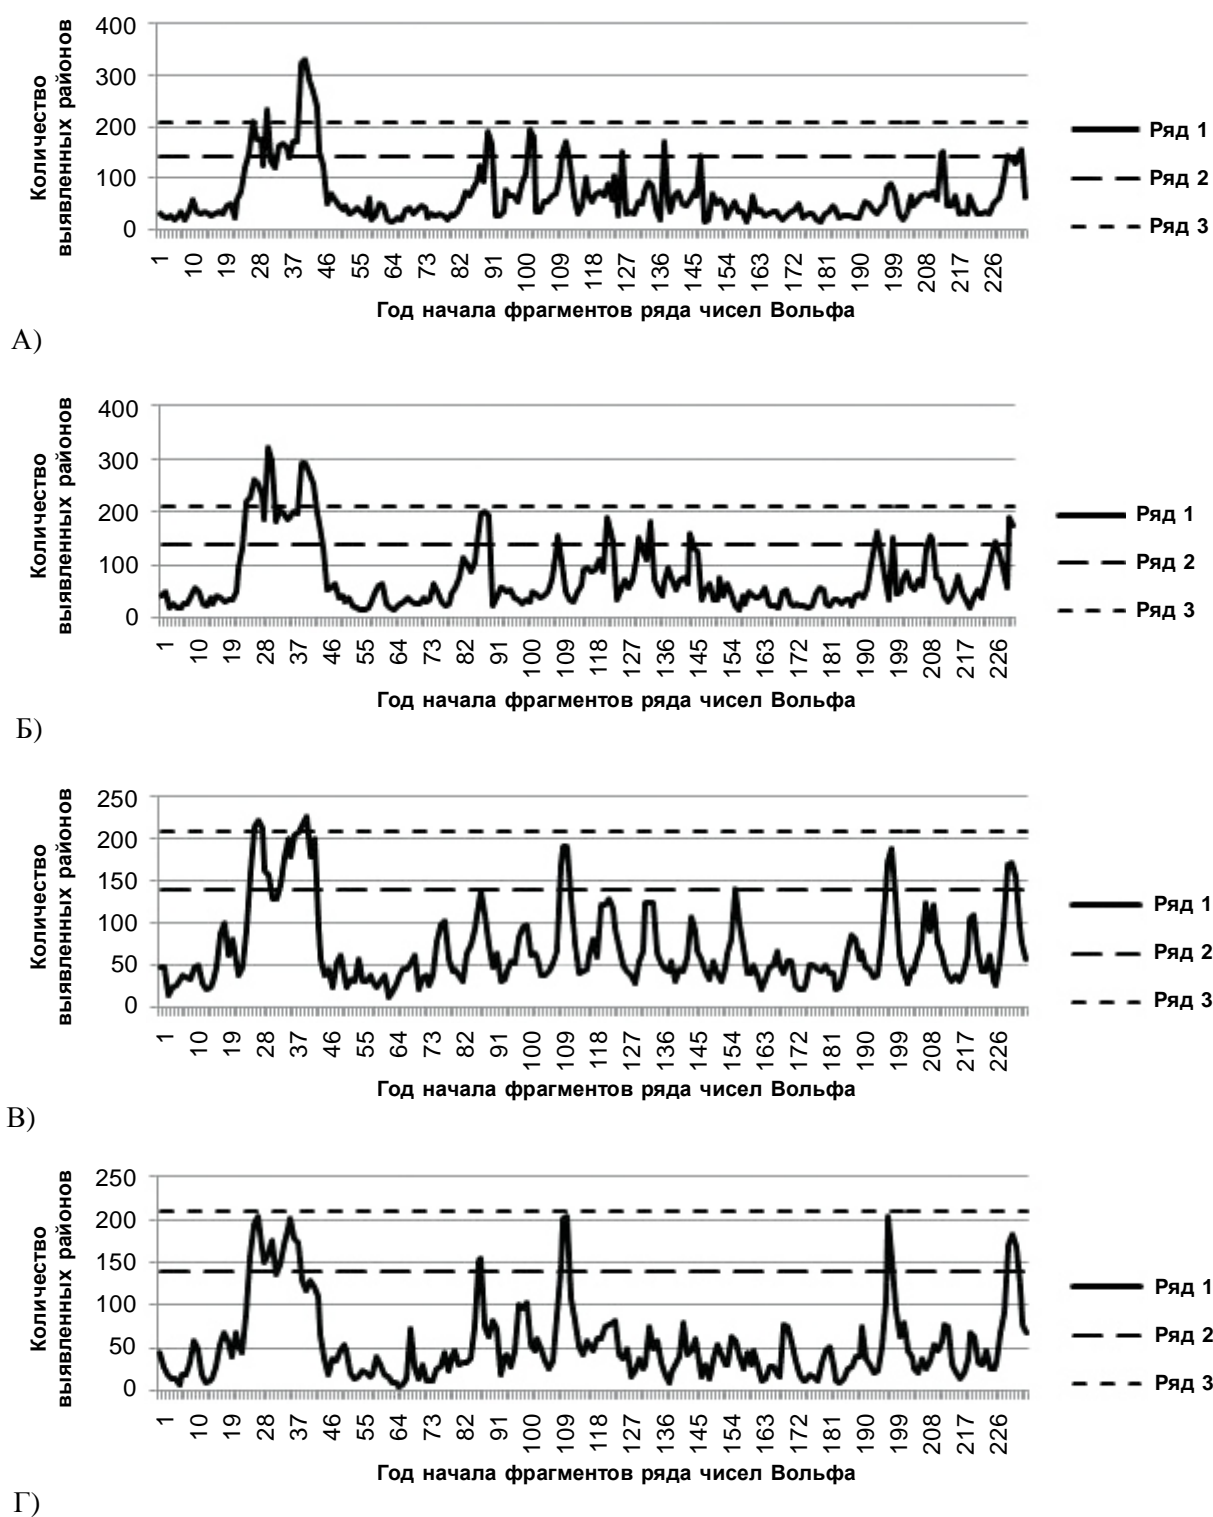 Количество
выявленных районов
400
300
200
100
0
1 10 19 28 37 46 55 64 73 82 91 100 109 118 127 136 145 154 163 172 181 190 199 208 217 226
Год начала фрагментов ряда чисел Вольфа
Ряд 1
Ряд 2
Ряд 3
А)
Количество
выявленных районов
400
300
200
100
0
1 10 19 28 37 46 55 64 73 82 91 100 109 118 127 136 145 154 163 172 181 190 199 208 217 226
Год начала фрагментов ряда чисел Вольфа
Ряд 1
Ряд 2
Ряд 3
Б)
Количество
выявленных районов
250
200
150
100
50
0
1 10 19 28 37 46 55 64 73 82 91 100 109 118 127 136 145 154 163 172 181 190 199 208 217 226
Год начала фрагментов ряда чисел Вольфа
Ряд 1
Ряд 2
Ряд 3
В)
Количество
выявленных районов
250
200
150
100
50
0
1 10 19 28 37 46 55 64 73 82 91 100 109 118 127 136 145 154 163 172 181 190 199 208 217 226
Год начала фрагментов ряда чисел Вольфа
Ряд 1
Ряд 2
Ряд 3
Г)